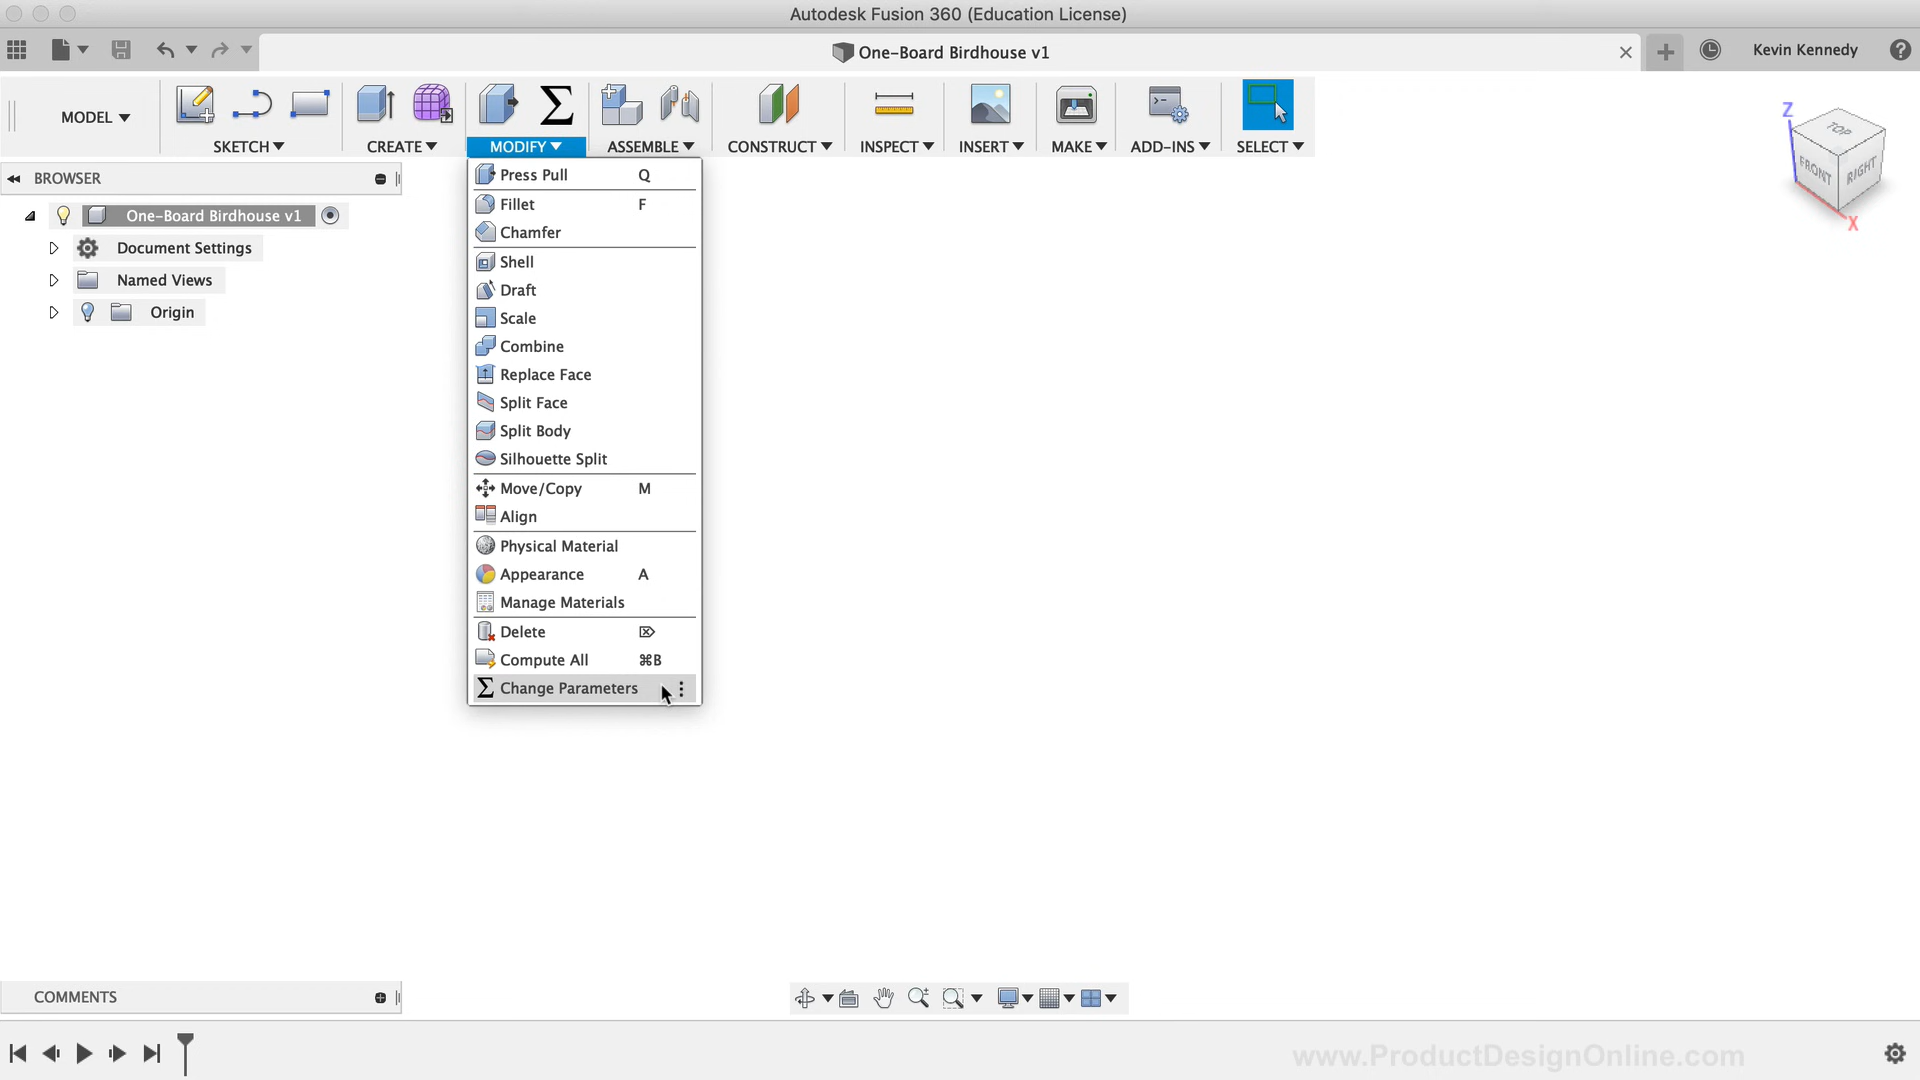 Autodesk Fusion 360 (Education License)
One-Board Birdhouse v1
Kevin Kennedy
MODEL
SKETCH
CREATE
MODIFY
ASSEMBLE
CONSTRUCT
INSPECT
INSERT
MAKE
ADD-INS
SELECT
BROWSER
One-Board Birdhouse v1
Document Settings
Named Views
Origin
Press Pull Q
Fillet F
Chamfer
Shell
Draft
Scale
Combine
Replace Face
Split Face
Split Body
Silhouette Split
Move/Copy M
Align
Physical Material
Appearance A
Manage Materials
Delete ⌦
Compute All ⌘B
Change Parameters
Z
TOP
FRONT
RIGHT
X
COMMENTS
www.ProductDesignOnline.com